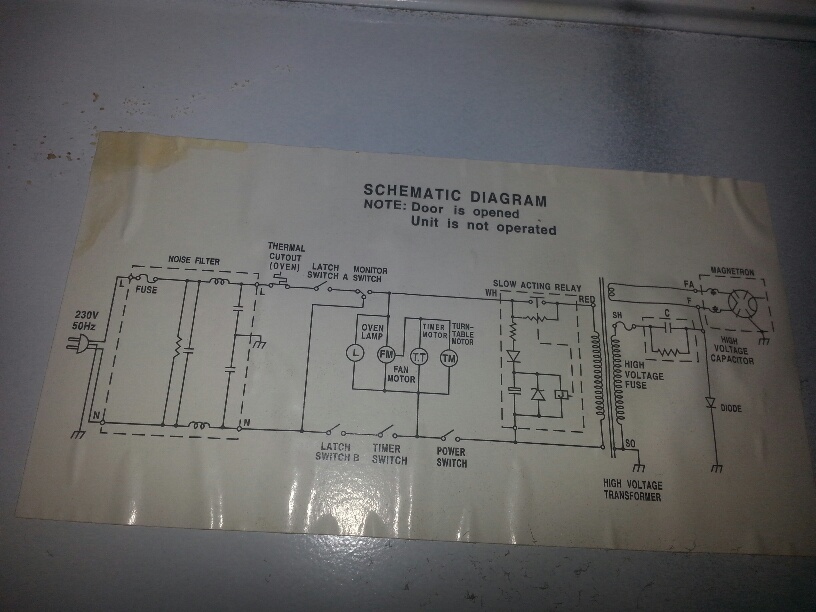 SCHEMATIC DIAGRAM
NOTE: Door is opened
Unit is not operated
NOISE FILTER
THERMAL
CUTOUT
(OVEN)
LATCH
SWITCH A
MONITOR
SWITCH
SLOW ACTING RELAY
MAGNETRON
L
FUSE
L
WH
RED
FA
F
230V
50Hz
OVEN
LAMP
TIMER
MOTOR
TURN-
TABLE
MOTOR
SH
C
L
FM
T.T
TM
FAN
MOTOR
HIGH
VOLTAGE
FUSE
HIGH
VOLTAGE
CAPACITOR
DIODE
N
N
LATCH
SWITCH B
TIMER
SWITCH
POWER
SWITCH
SO
HIGH VOLTAGE
TRANSFORMER